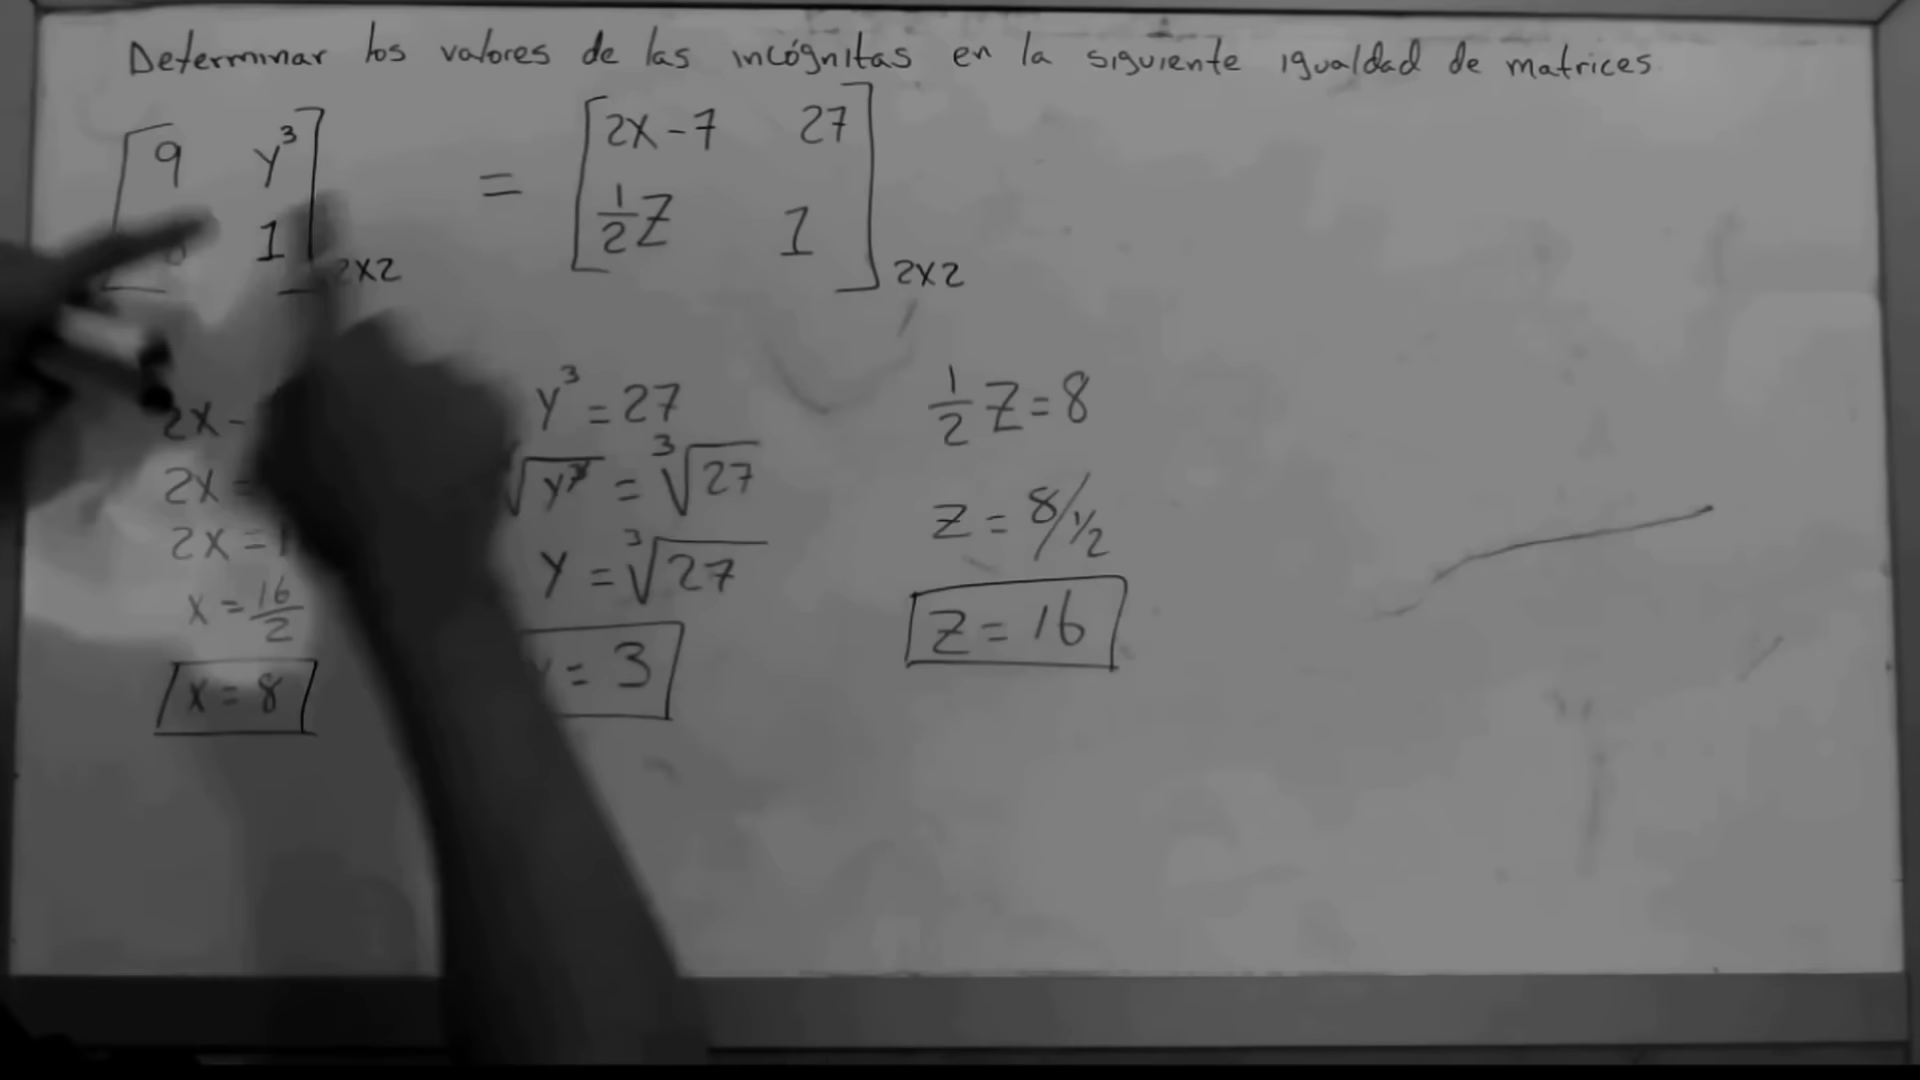 Determinar los valores de las incógnitas en la siguiente igualdad de matrices
9 y³ = 2x-7 27
1 2x2 ½Z 1 2x2
2x- y³ = 27 ½Z = 8
2x = √y³ = ³√27 Z = 8/½
2x = y = ³√27
x = 16/2 Z = 16
x = 8 = 3